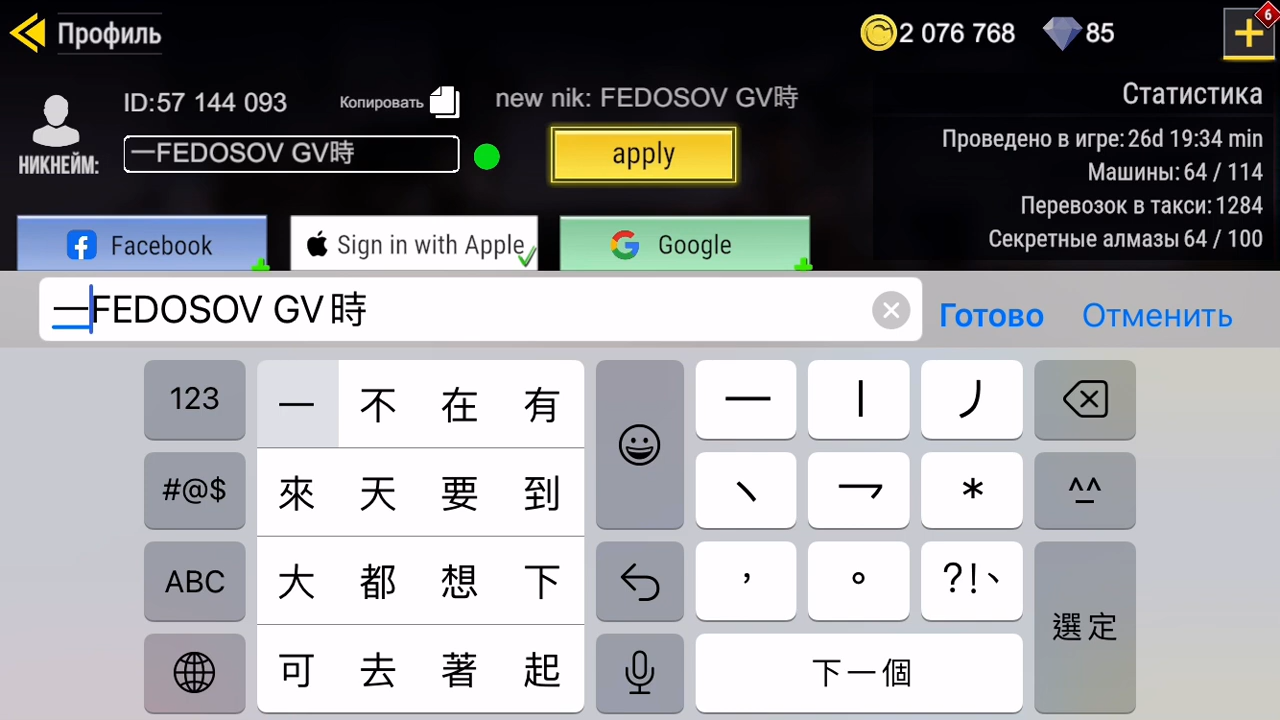 Профиль
2 076 768
85
6
ID:57 144 093
Копировать
new nik: FEDOSOV GV時
НИКНЕЙМ:
一FEDOSOV GV時
apply
Статистика
Проведено в игре: 26d 19:34 min
Машины: 64 / 114
Перевозок в такси: 1284
Секретные алмазы 64 / 100
Facebook
Sign in with Apple
Google
一FEDOSOV GV時
Готово
Отменить
123 一 不 在 有 一 丨 丿
#@$ 來 天 要 到 ㇔ 乛 * ^^
ABC 大 都 想 下 , 。 ?!、
可 去 著 起 下一個 選定